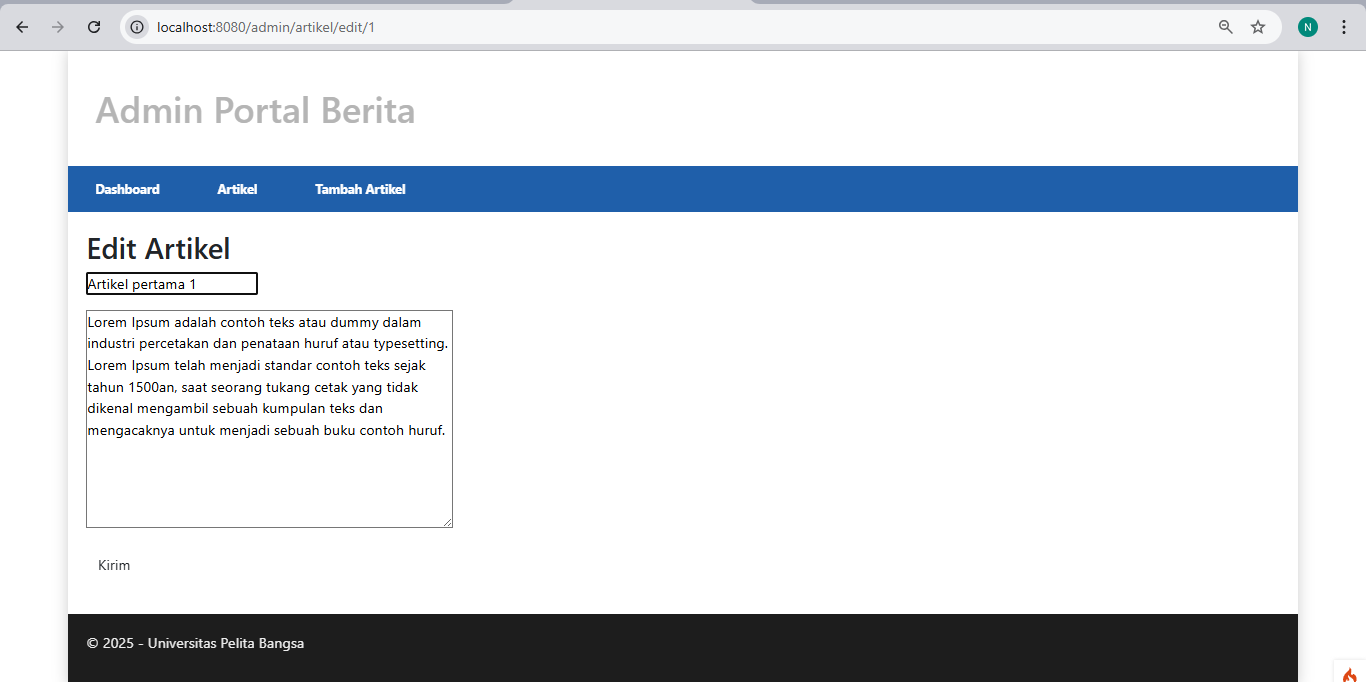 localhost:8080/admin/artikel/edit/1
N
Admin Portal Berita
Dashboard Artikel Tambah Artikel
Edit Artikel
Artikel pertama 1
Lorem Ipsum adalah contoh teks atau dummy dalam
industri percetakan dan penataan huruf atau typesetting.
Lorem Ipsum telah menjadi standar contoh teks sejak
tahun 1500an, saat seorang tukang cetak yang tidak
dikenal mengambil sebuah kumpulan teks dan
mengacaknya untuk menjadi sebuah buku contoh huruf.
Kirim
© 2025 - Universitas Pelita Bangsa